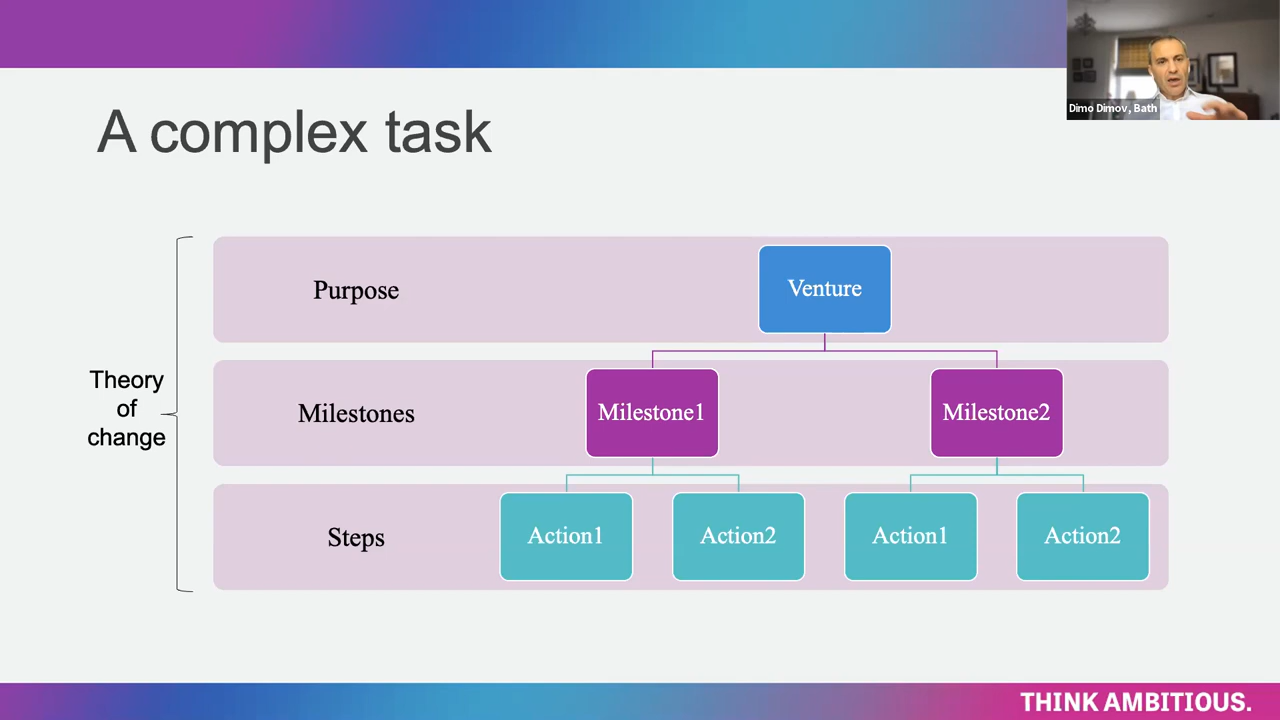 Dimo Dimov, Bath
A complex task
Theory
of
change
Purpose
Venture
Milestones
Milestone1
Milestone2
Steps
Action1
Action2
Action1
Action2
THINK AMBITIOUS.